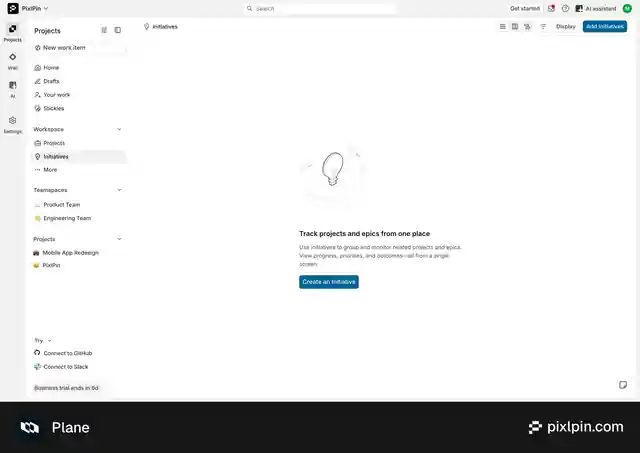 PixlPin
Search
Get started
AI assistant
M
Projects
Wiki
AI
Settings
Projects
New work item
Home
Drafts
Your work
Stickies
Workspace
Projects
Initiatives
More
Teamspaces
Product Team
Engineering Team
Projects
Mobile App Redesign
PixlPin
Try
Connect to GitHub
Connect to Slack
Business trial ends in 6d
Initiatives
Display
Add Initiatives
Track projects and epics from one place
Use initiatives to group and monitor related projects and epics.
View progress, priorities, and outcomes—all from a single
screen.
Create an Initiative
Plane
pixlpin.com